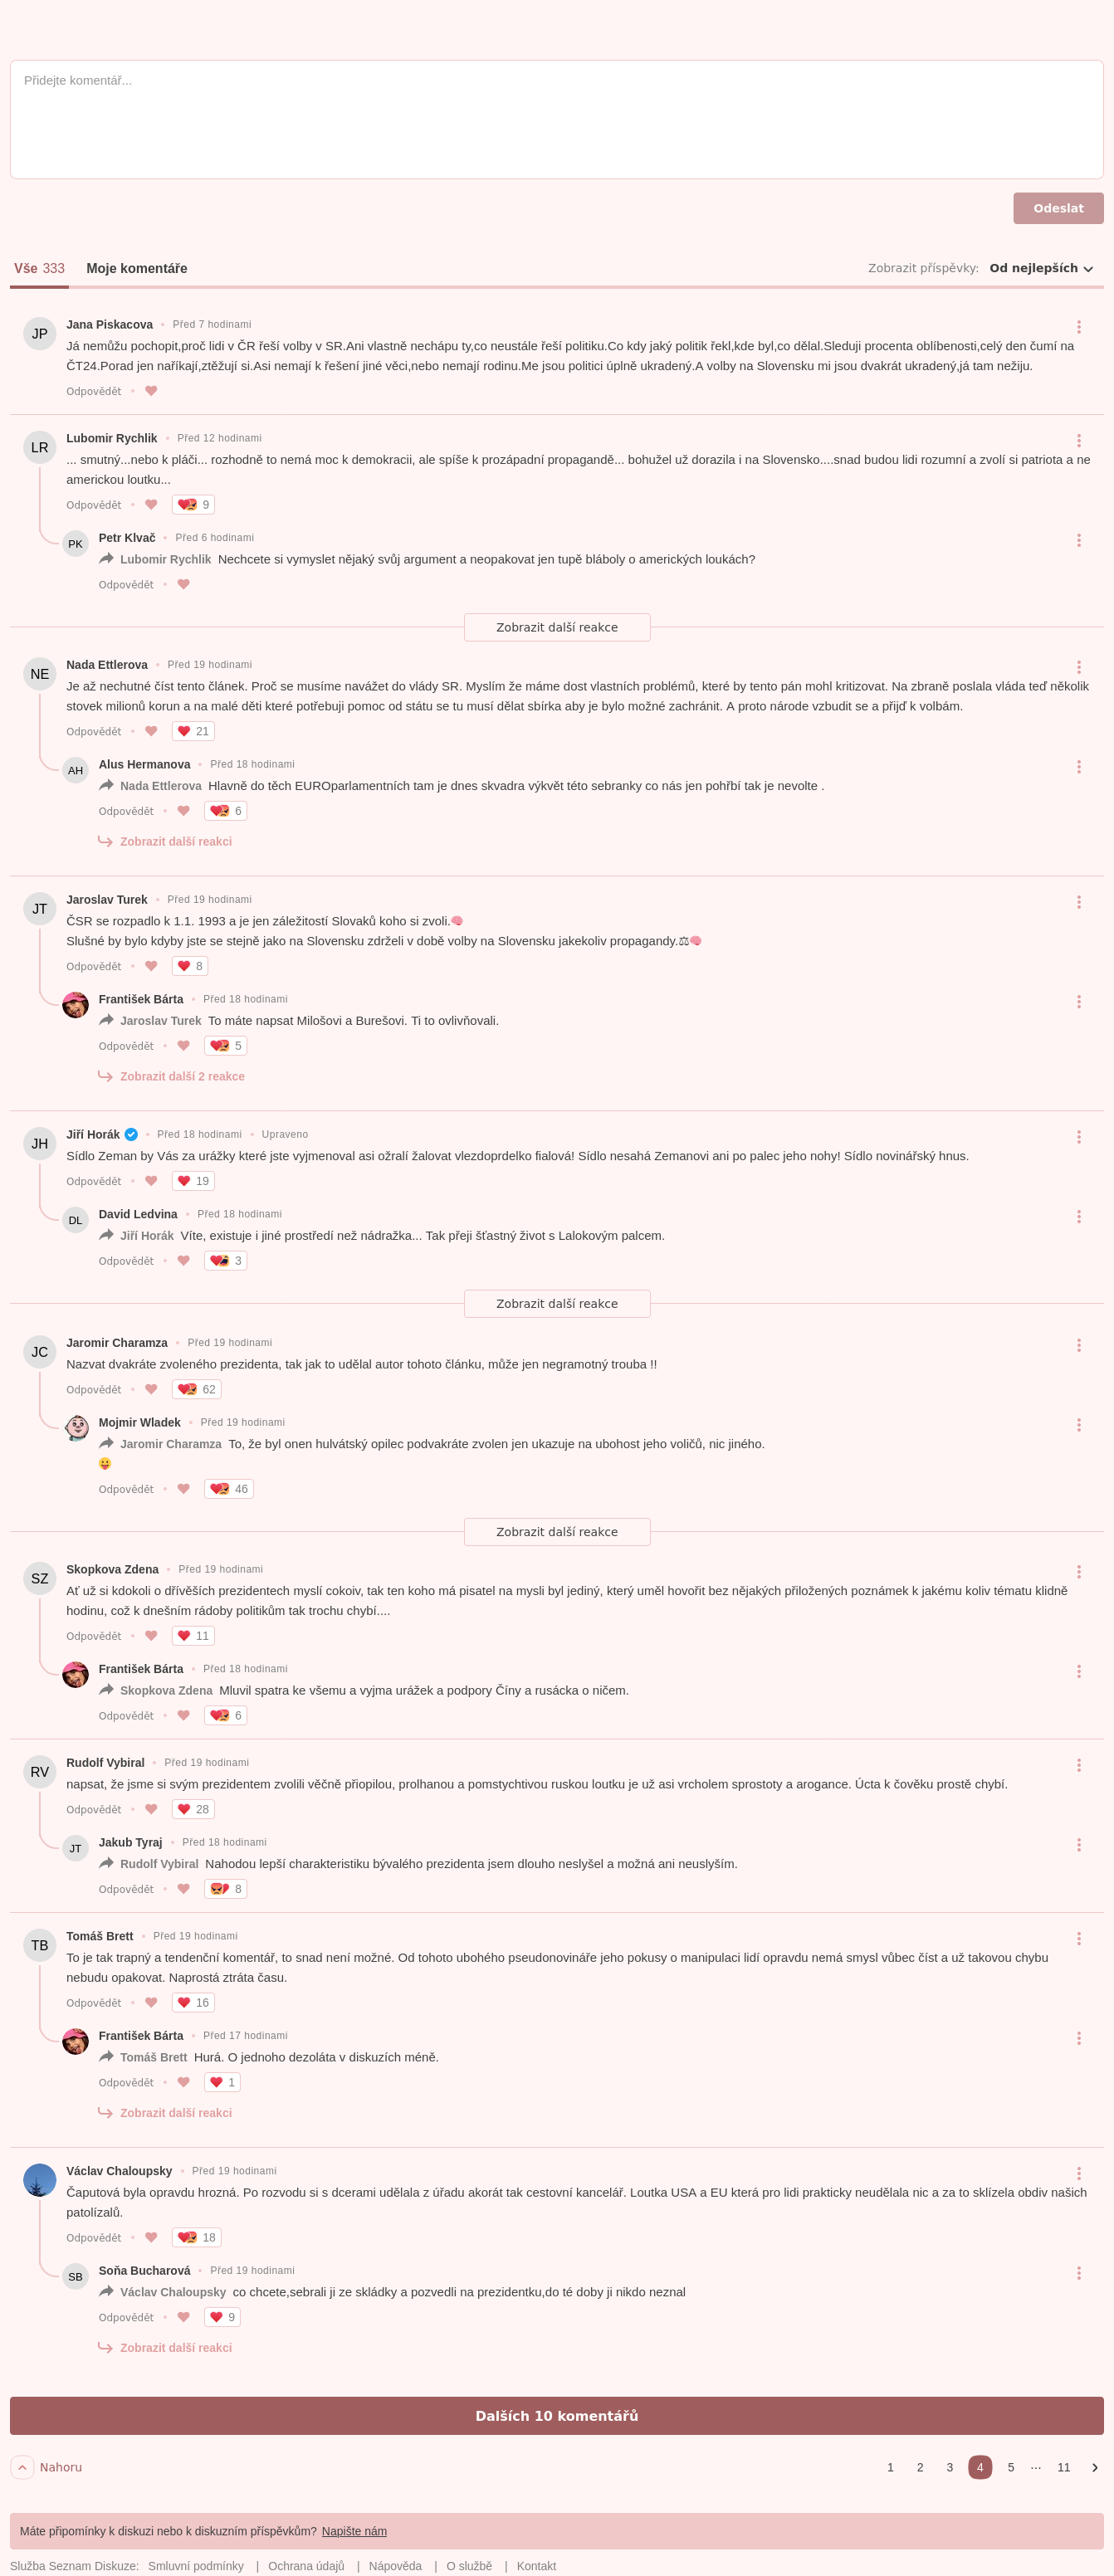 Přidejte komentář...
Odeslat
Vše 333 Moje komentáře Zobrazit příspěvky: Od nejlepších
JP Jana Piskacova Před 7 hodinami
Já nemůžu pochopit,proč lidi v ČR řeší volby v SR.Ani vlastně nechápu ty,co neustále řeší politiku.Co kdy jaký politik řekl,kde byl,co dělal.Sleduji procenta oblíbenosti,celý den čumí na
ČT24.Porad jen naříkají,ztěžují si.Asi nemají k řešení jiné věci,nebo nemají rodinu.Me jsou politici úplně ukradený.A volby na Slovensku mi jsou dvakrát ukradený,já tam nežiju.
Odpovědět
LR Lubomir Rychlik Před 12 hodinami
... smutný...nebo k pláči... rozhodně to nemá moc k demokracii, ale spíše k prozápadní propagandě... bohužel už dorazila i na Slovensko....snad budou lidi rozumní a zvolí si patriota a ne
americkou loutku...
Odpovědět 9
PK Petr Klvač Před 6 hodinami
Lubomir Rychlik Nechcete si vymyslet nějaký svůj argument a neopakovat jen tupě bláboly o amerických loukách?
Odpovědět
Zobrazit další reakce
NE Nada Ettlerova Před 19 hodinami
Je až nechutné číst tento článek. Proč se musíme navážet do vlády SR. Myslím že máme dost vlastních problémů, které by tento pán mohl kritizovat. Na zbraně poslala vláda teď několik
stovek milionů korun a na malé děti které potřebuji pomoc od státu se tu musí dělat sbírka aby je bylo možné zachránit. A proto národe vzbudit se a přijď k volbám.
Odpovědět 21
AH Alus Hermanova Před 18 hodinami
Nada Ettlerova Hlavně do těch EUROparlamentních tam je dnes skvadra výkvět této sebranky co nás jen pohřbí tak je nevolte .
Odpovědět 6
Zobrazit další reakci
JT Jaroslav Turek Před 19 hodinami
ČSR se rozpadlo k 1.1. 1993 a je jen záležitostí Slovaků koho si zvoli.🧠
Slušné by bylo kdyby jste se stejně jako na Slovensku zdrželi v době volby na Slovensku jakekoliv propagandy.⚖🧠
Odpovědět 8
František Bárta Před 18 hodinami
Jaroslav Turek To máte napsat Milošovi a Burešovi. Ti to ovlivňovali.
Odpovědět 5
Zobrazit další 2 reakce
JH Jiří Horák Před 18 hodinami Upraveno
Sídlo Zeman by Vás za urážky které jste vyjmenoval asi ožralí žalovat vlezdoprdelko fialová! Sídlo nesahá Zemanovi ani po palec jeho nohy! Sídlo novinářský hnus.
Odpovědět 19
DL David Ledvina Před 18 hodinami
Jiří Horák Víte, existuje i jiné prostředí než nádražka... Tak přeji šťastný život s Lalokovým palcem.
Odpovědět 3
Zobrazit další reakce
JC Jaromir Charamza Před 19 hodinami
Nazvat dvakráte zvoleného prezidenta, tak jak to udělal autor tohoto článku, může jen negramotný trouba !!
Odpovědět 62
Mojmir Wladek Před 19 hodinami
Jaromir Charamza To, že byl onen hulvátský opilec podvakráte zvolen jen ukazuje na ubohost jeho voličů, nic jiného.
😛
Odpovědět 46
Zobrazit další reakce
SZ Skopkova Zdena Před 19 hodinami
Ať už si kdokoli o dřívěších prezidentech myslí cokoiv, tak ten koho má pisatel na mysli byl jediný, který uměl hovořit bez nějakých přiložených poznámek k jakému koliv tématu klidně
hodinu, což k dnešním rádoby politikům tak trochu chybí....
Odpovědět 11
František Bárta Před 18 hodinami
Skopkova Zdena Mluvil spatra ke všemu a vyjma urážek a podpory Číny a rusácka o ničem.
Odpovědět 6
RV Rudolf Vybiral Před 19 hodinami
napsat, že jsme si svým prezidentem zvolili věčně přiopilou, prolhanou a pomstychtivou ruskou loutku je už asi vrcholem sprostoty a arogance. Úcta k čověku prostě chybí.
Odpovědět 28
JT Jakub Tyraj Před 18 hodinami
Rudolf Vybiral Nahodou lepší charakteristiku bývalého prezidenta jsem dlouho neslyšel a možná ani neuslyším.
Odpovědět 8
TB Tomáš Brett Před 19 hodinami
To je tak trapný a tendenční komentář, to snad není možné. Od tohoto ubohého pseudonovináře jeho pokusy o manipulaci lidí opravdu nemá smysl vůbec číst a už takovou chybu
nebudu opakovat. Naprostá ztráta času.
Odpovědět 16
František Bárta Před 17 hodinami
Tomáš Brett Hurá. O jednoho dezoláta v diskuzích méně.
Odpovědět 1
Zobrazit další reakci
Václav Chaloupsky Před 19 hodinami
Čaputová byla opravdu hrozná. Po rozvodu si s dcerami udělala z úřadu akorát tak cestovní kancelář. Loutka USA a EU která pro lidi prakticky neudělala nic a za to sklízela obdiv našich
patolízalů.
Odpovědět 18
SB Soňa Bucharová Před 19 hodinami
Václav Chaloupsky co chcete,sebrali ji ze skládky a pozvedli na prezidentku,do té doby ji nikdo neznal
Odpovědět 9
Zobrazit další reakci
Dalších 10 komentářů
Nahoru 1 2 3 4 5 ··· 11
Máte připomínky k diskuzi nebo k diskuzním příspěvkům? Napište nám
Služba Seznam Diskuze: Smluvní podmínky | Ochrana údajů | Nápověda | O službě | Kontakt